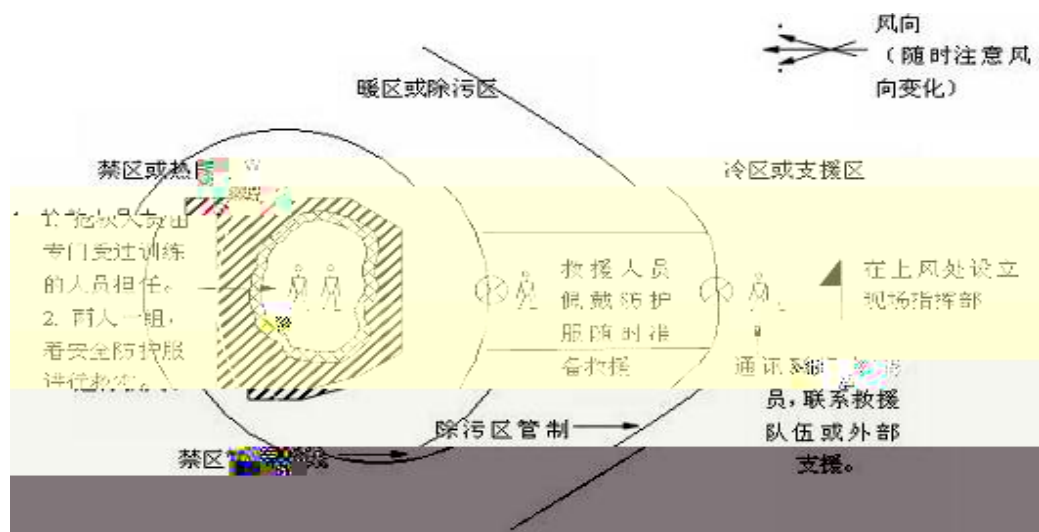 风向
（随时注意风
向变化）
暖区或除污区
禁区或热
冷区或支援区
专门受过训练
的人员担任。
2. 两人一组，
着安全防护服
救援人员
佩戴防护
服随时准
备救援
在上风处设立
现场指挥部
通讯
员，联系救援
队伍或外部
支援。
除污区管制
禁区